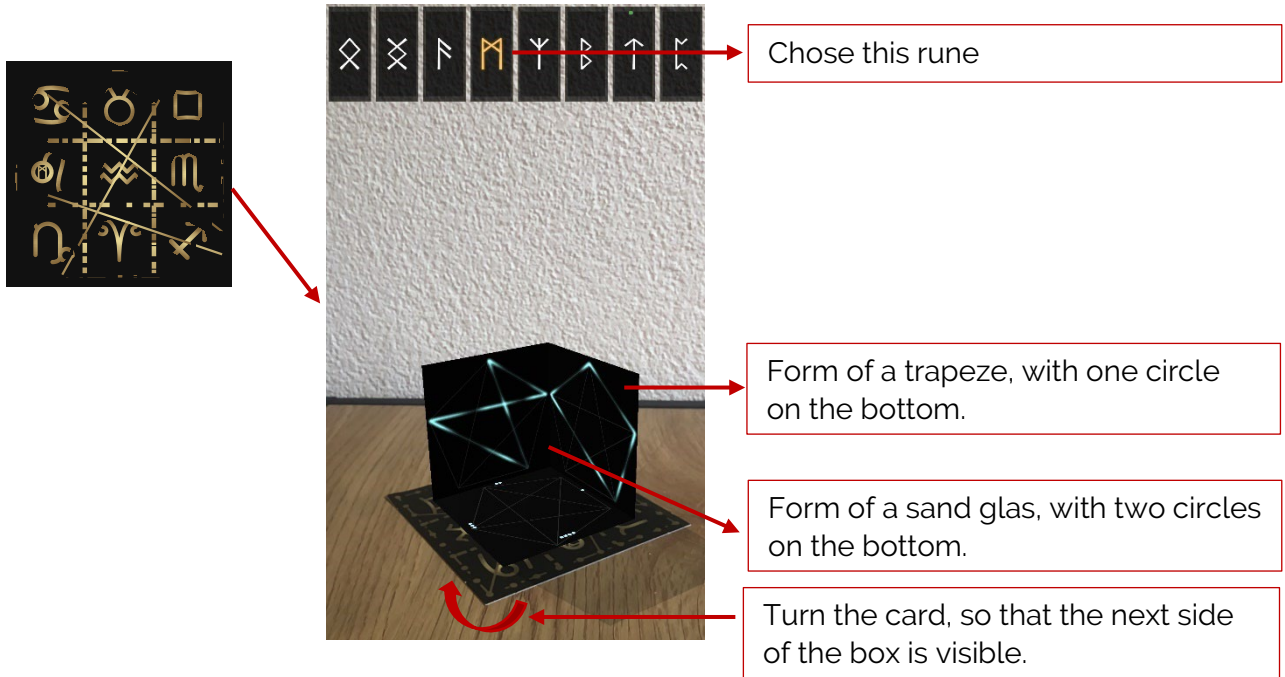 ᛟ ᛝ ᚨ ᛗ ᛉ ᛒ ᛏ ᛈ
Chose this rune
Form of a trapeze, with one circle
on the bottom.
Form of a sand glas, with two circles
on the bottom.
Turn the card, so that the next side
of the box is visible.